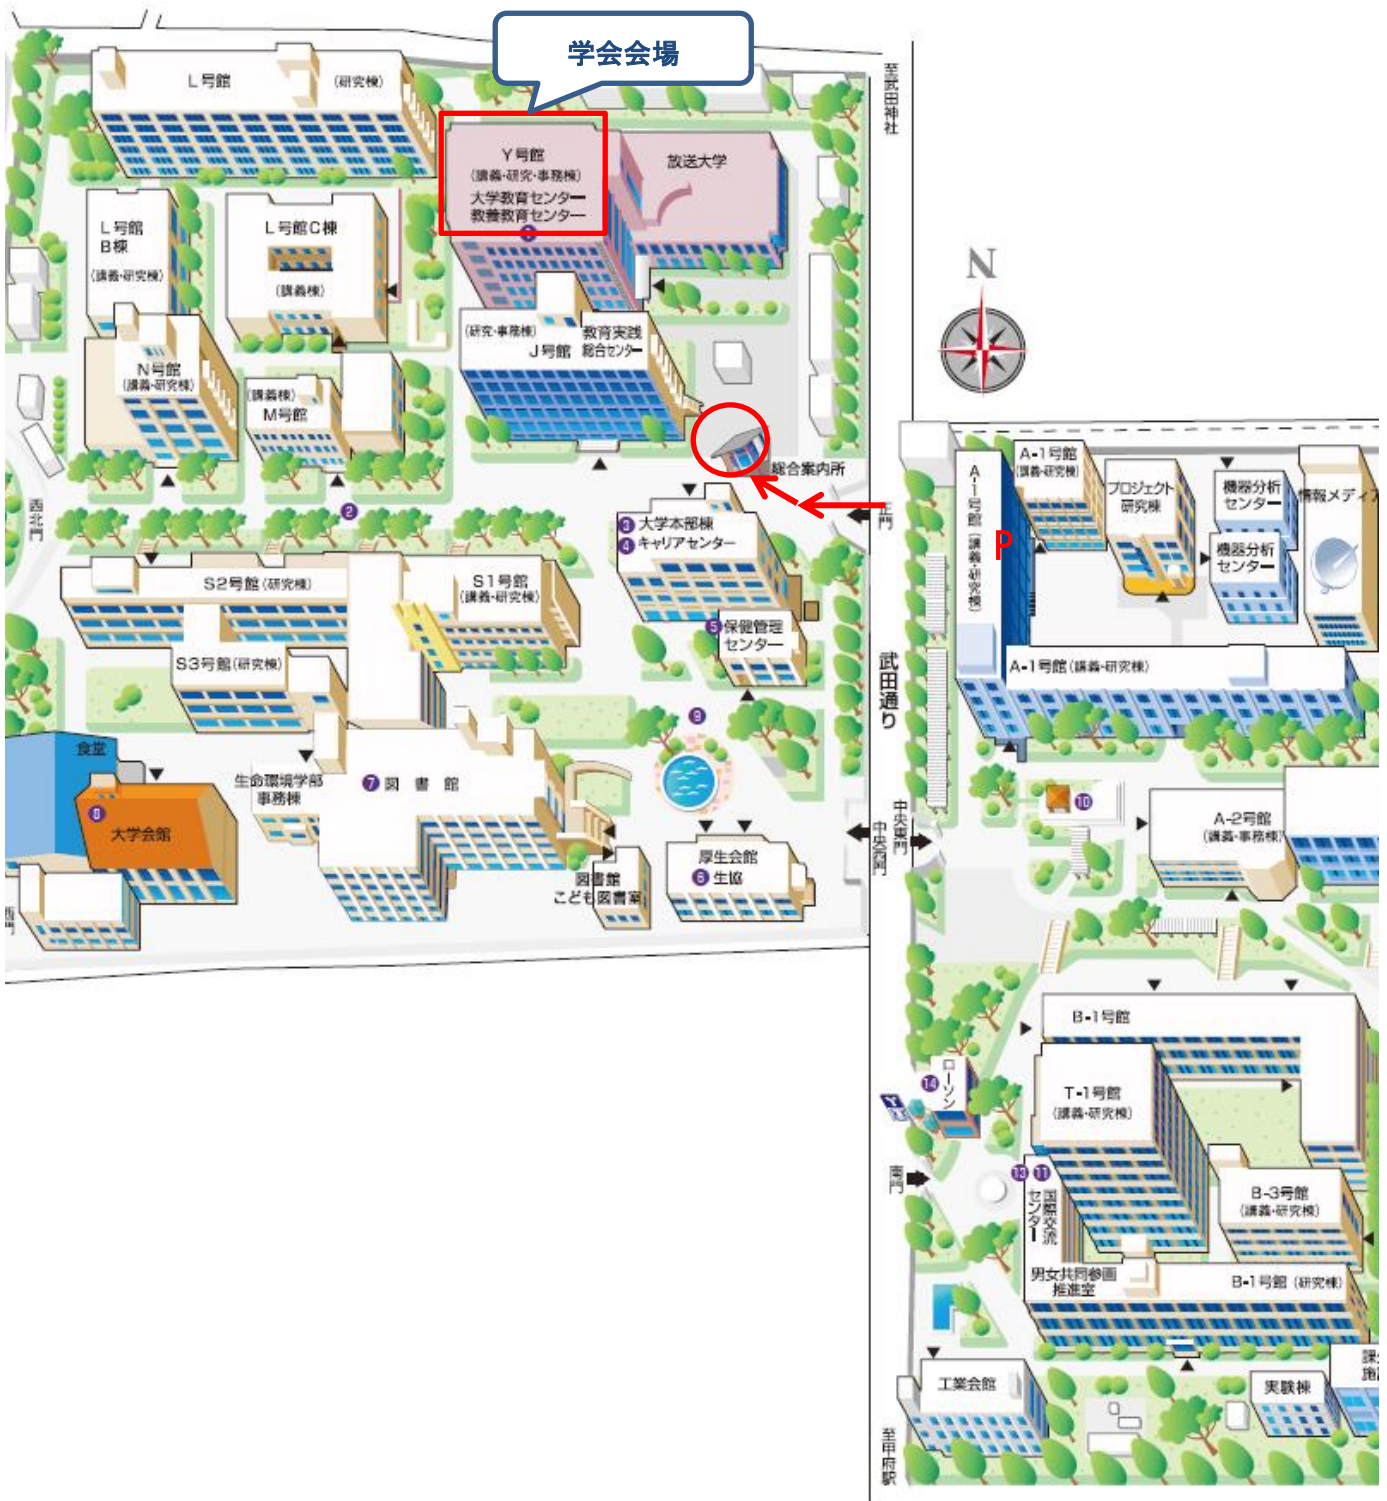 学会会場
至武田神社
L号館
(研究棟)
Y号館
(講義・研究・事務棟)
大学教育センター
教養教育センター
放送大学
L号館
B棟
(講義・研究棟)
L号館C棟
(講義棟)
N
(研究・事務棟)
J号館
教育実践
総合センター
N号館
(講義・研究棟)
(講義棟)
M号館
総合案内所
西北門
2
正門
3 大学本部棟
4 キャリアセンター
A-1号館(講義・研究棟)
A-1号館
(講義・研究棟)
プロジェクト
研究棟
機器分析
センター
機器分析
センター
情報メディア
P
S2号館(研究棟)
S1号館
(講義・研究棟)
5 保健管理
センター
S3号館(研究棟)
A-1号館(講義・研究棟)
武田通り
9
食堂
8
大学会館
生命環境学部
事務棟
7 図書館
中央西門
中央東門
10
A-2号館
(講義・事務棟)
厚生会館
6 生協
図書館
こども図書室
西門
B-1号館
14
ローソン
T-1号館
(講義・研究棟)
南門
13 11
国際交流
センター
B-3号館
(講義・研究棟)
男女共同参画
推進室
B-1号館(研究棟)
工業会館
実験棟
至甲府駅